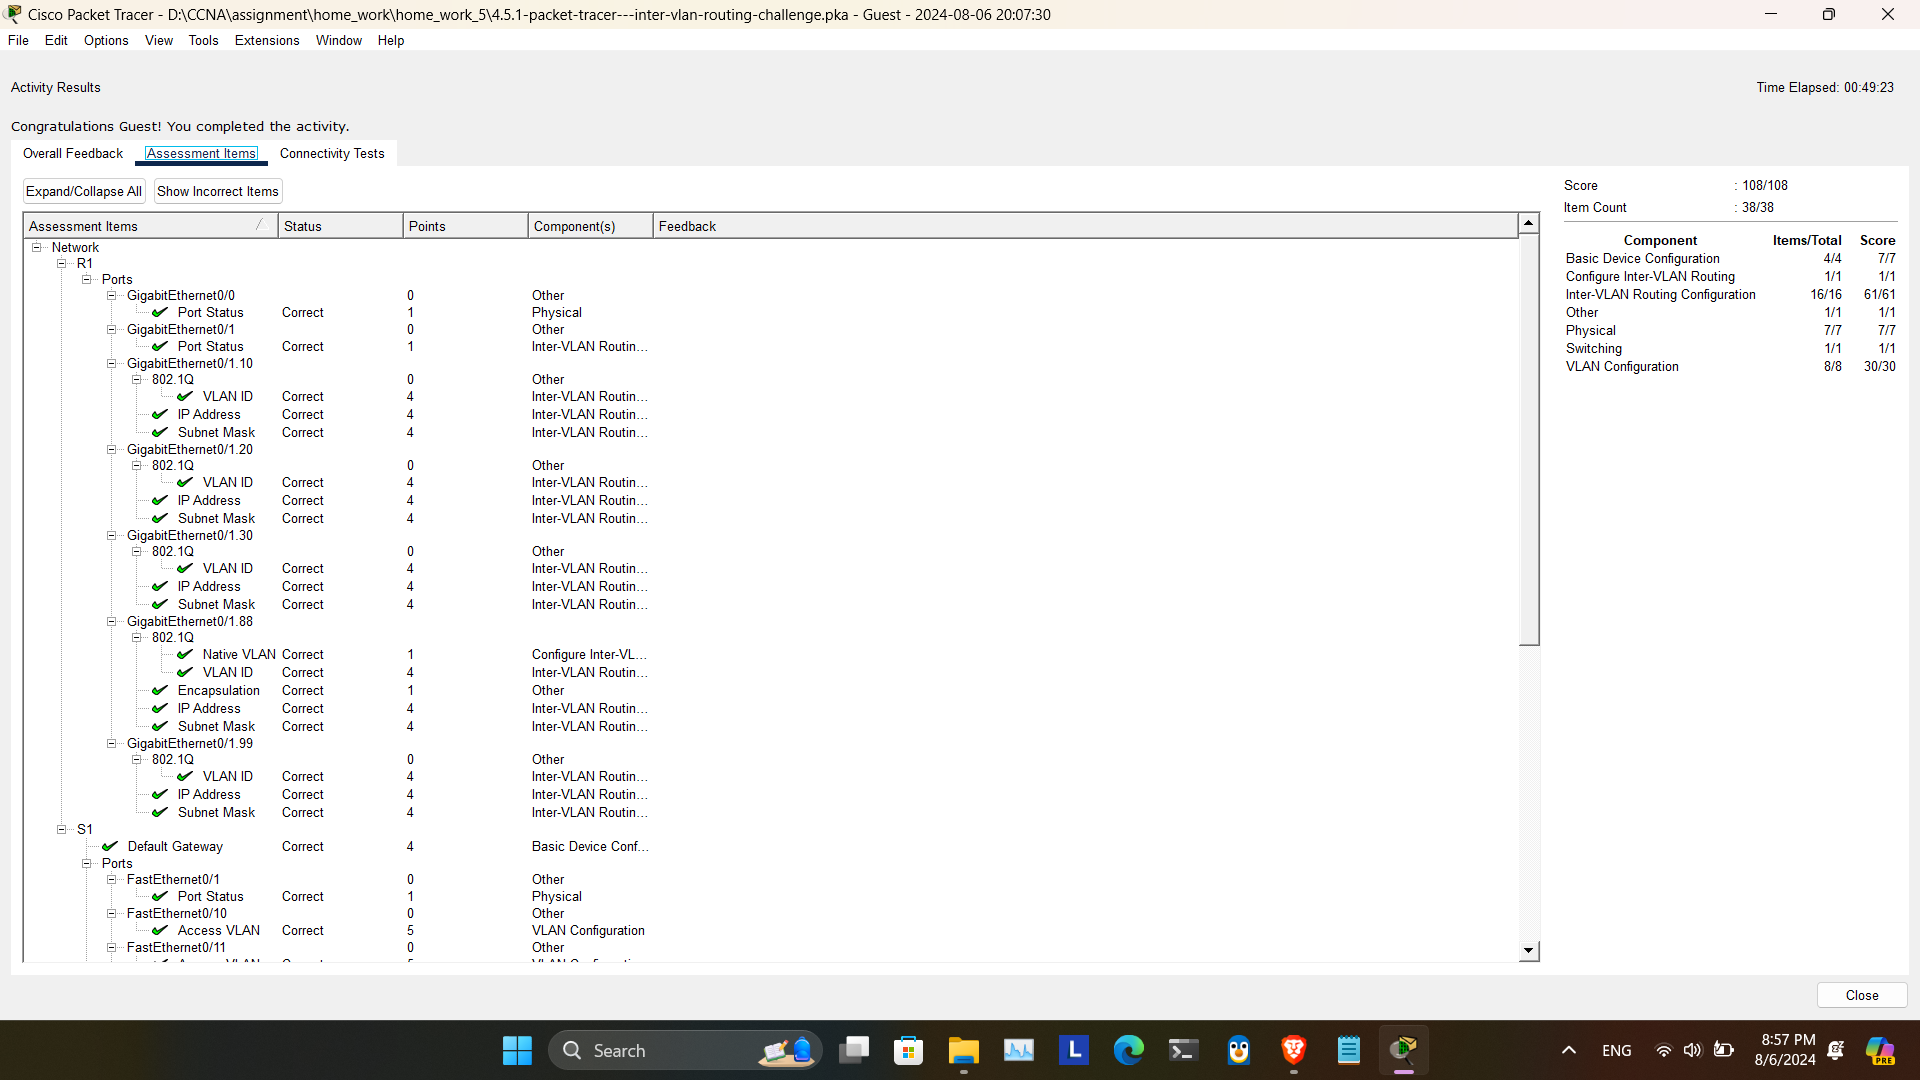 Cisco Packet Tracer - D:\CCNA\assignment\home_work\home_work_5\4.5.1-packet-tracer---inter-vlan-routing-challenge.pka - Guest - 2024-08-06 20:07:30
File Edit Options View Tools Extensions Window Help
Activity Results
Time Elapsed: 00:49:23
Congratulations Guest! You completed the activity.
Overall Feedback Assessment Items Connectivity Tests
Expand/Collapse All Show Incorrect Items
Assessment Items Status Points Component(s) Feedback
Network
R1
Ports
GigabitEthernet0/0 0 Other
Port Status Correct 1 Physical
GigabitEthernet0/1 0 Other
Port Status Correct 1 Inter-VLAN Routin...
GigabitEthernet0/1.10
802.1Q 0 Other
VLAN ID Correct 4 Inter-VLAN Routin...
IP Address Correct 4 Inter-VLAN Routin...
Subnet Mask Correct 4 Inter-VLAN Routin...
GigabitEthernet0/1.20
802.1Q 0 Other
VLAN ID Correct 4 Inter-VLAN Routin...
IP Address Correct 4 Inter-VLAN Routin...
Subnet Mask Correct 4 Inter-VLAN Routin...
GigabitEthernet0/1.30
802.1Q 0 Other
VLAN ID Correct 4 Inter-VLAN Routin...
IP Address Correct 4 Inter-VLAN Routin...
Subnet Mask Correct 4 Inter-VLAN Routin...
GigabitEthernet0/1.88
802.1Q
Native VLAN Correct 1 Configure Inter-VL...
VLAN ID Correct 4 Inter-VLAN Routin...
Encapsulation Correct 1 Other
IP Address Correct 4 Inter-VLAN Routin...
Subnet Mask Correct 4 Inter-VLAN Routin...
GigabitEthernet0/1.99
802.1Q 0 Other
VLAN ID Correct 4 Inter-VLAN Routin...
IP Address Correct 4 Inter-VLAN Routin...
Subnet Mask Correct 4 Inter-VLAN Routin...
S1
Default Gateway Correct 4 Basic Device Conf...
Ports
FastEthernet0/1 0 Other
Port Status Correct 1 Physical
FastEthernet0/10 0 Other
Access VLAN Correct 5 VLAN Configuration
FastEthernet0/11 0 Other
Score : 108/108
Item Count : 38/38
Component Items/Total Score
Basic Device Configuration 4/4 7/7
Configure Inter-VLAN Routing 1/1 1/1
Inter-VLAN Routing Configuration 16/16 61/61
Other 1/1 1/1
Physical 7/7 7/7
Switching 1/1 1/1
VLAN Configuration 8/8 30/30
Close
Search
L
ENG
8:57 PM
8/6/2024
PRE